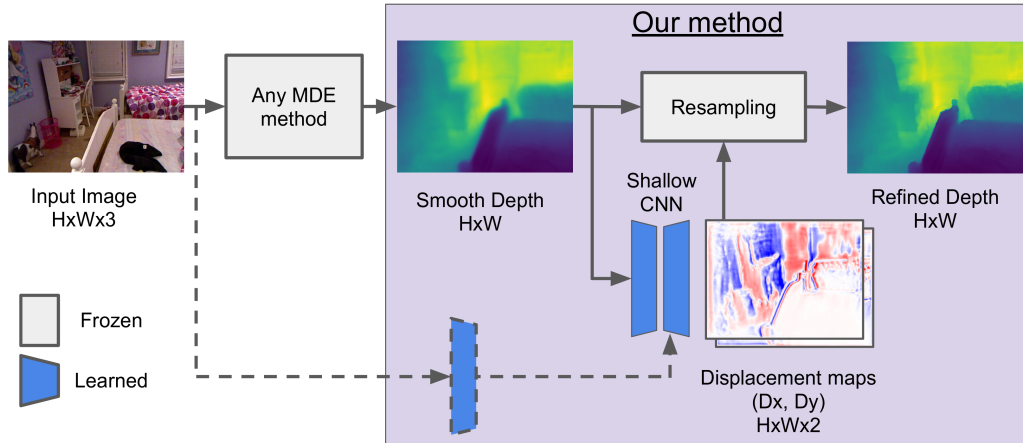 Our method
Any MDE
method
Resampling
Input Image
HxWx3
Smooth Depth
HxW
Shallow
CNN
Refined Depth
HxW
Frozen
Learned
Displacement maps
(Dx, Dy)
HxWx2